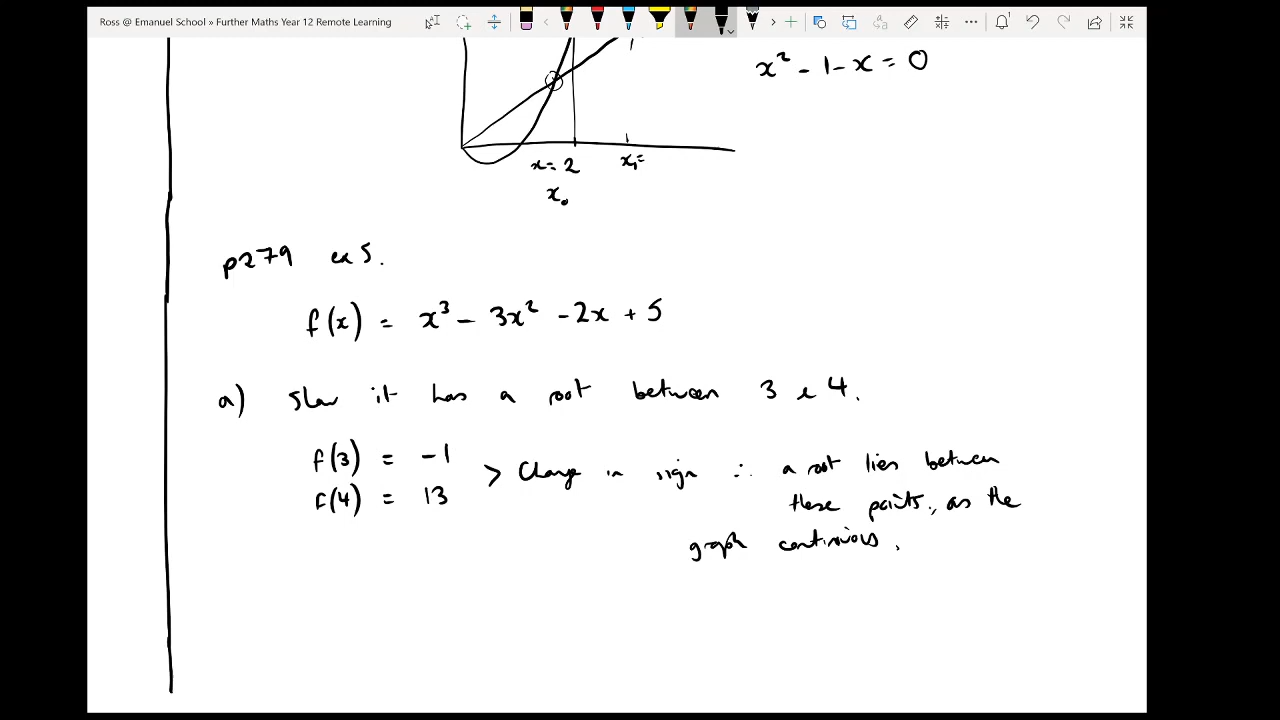 Ross @ Emanuel School » Further Maths Year 12 Remote Learning
x² - 1 - x = 0
x = 2
x₁=
x₀
p279 ex 5.
f(x) = x³ - 3x² - 2x + 5
a) Show it has a root between 3 & 4.
f(3) = -1
f(4) = 13
> Change in sign ∴ a root lies between
these points, as the
graph continuous.